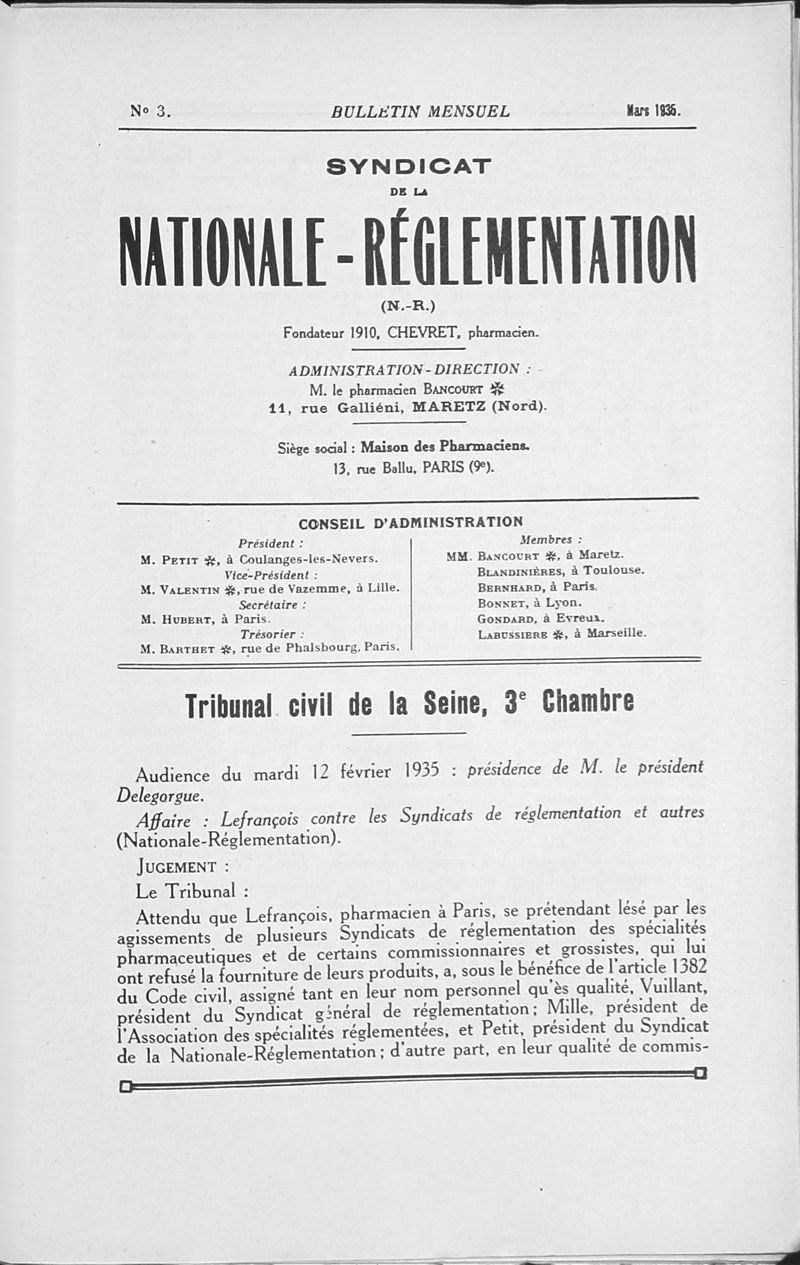 N° 3.
BULLETIN MENSUEL
Mars 1935.
SYNDICAT
DE LA
NATIONALE-RÉGLEMENTATION
(N.-R.)
Fondateur 1910, CHEVRET, pharmacien.
ADMINISTRATION-DIRECTION :
M. le pharmacien BANCOURT ✻
11, rue Galliéni, MARETZ (Nord).
Siège social : Maison des Pharmaciens.
13, rue Ballu, PARIS (9e).
CONSEIL D'ADMINISTRATION
Président :
M. PETIT ✻, à Coulanges-les-Nevers.
Vice-Président :
M. VALENTIN ✻, rue de Vazemme, à Lille.
Secrétaire :
M. HUBERT, à Paris.
Trésorier :
M. BARTHET ✻, rue de Phalsbourg, Paris.
Membres :
MM. BANCOURT ✻, à Maretz.
BLANDINIÈRES, à Toulouse.
BERNHARD, à Paris.
BONNET, à Lyon.
GONDARD, à Evreux.
LABUSSIERE ✻, à Marseille.
Tribunal civil de la Seine, 3e Chambre
Audience du mardi 12 février 1935 : présidence de M. le président
Delegorgue.
Affaire : Lefrançois contre les Syndicats de réglementation et autres
(Nationale-Réglementation).
JUGEMENT :
Le Tribunal :
Attendu que Lefrançois, pharmacien à Paris, se prétendant lésé par les
agissements de plusieurs Syndicats de réglementation des spécialités
pharmaceutiques et de certains commissionnaires et grossistes, qui lui
ont refusé la fourniture de leurs produits, a, sous le bénéfice de l'article 1382
du Code civil, assigné tant en leur nom personnel qu'ès qualité, Vuillant,
président du Syndicat général de réglementation ; Mille, président de
l'Association des spécialités réglementées, et Petit, président du Syndicat
de la Nationale-Réglementation ; d'autre part, en leur qualité de commis-